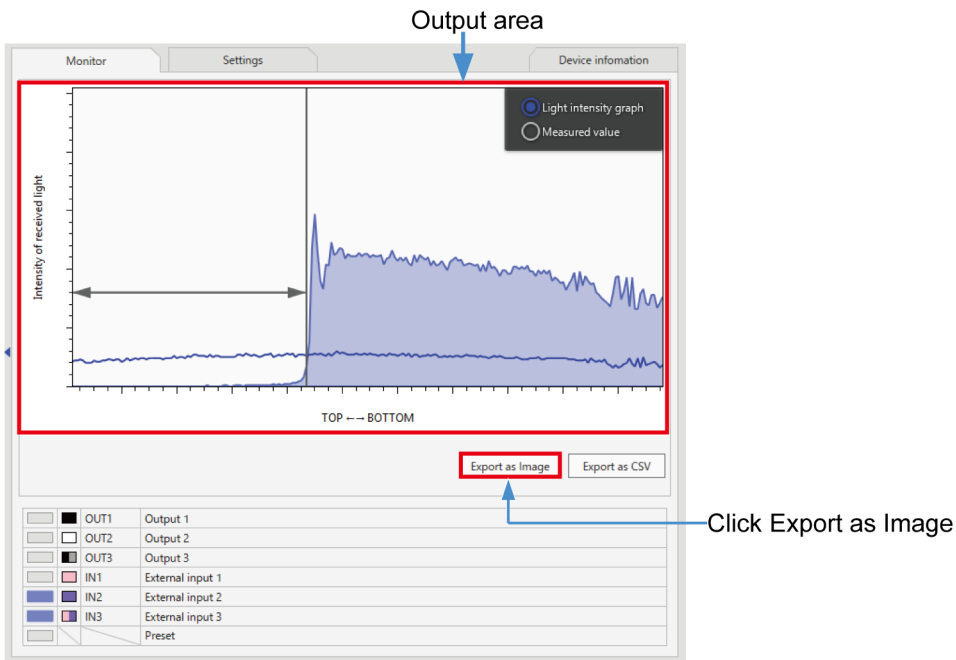 Output area
Monitor
Settings
Device infomation
Light intensity graph
Measured value
Intensity of received light
TOP ←→ BOTTOM
Export as Image
Export as CSV
Click Export as Image
OUT1 Output 1
OUT2 Output 2
OUT3 Output 3
IN1 External input 1
IN2 External input 2
IN3 External input 3
Preset